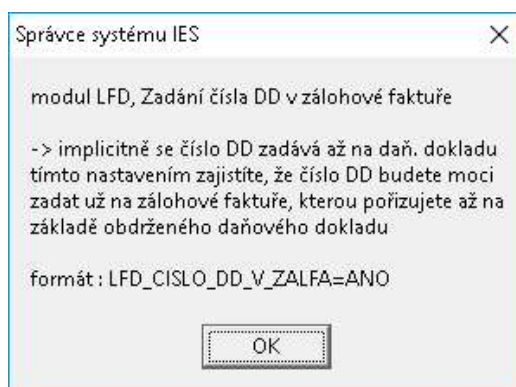 Správce systému IES
modul LFD, Zadání čísla DD v zálohové faktuře
-> implicitně se číslo DD zadává až na daň. dokladu
tímto nastavením zajistíte, že číslo DD budete moci
zadat už na zálohové faktuře, kterou pořizujete až na
základě obdrženého daňového dokladu
formát : LFD_CISLO_DD_V_ZALFA=ANO
OK